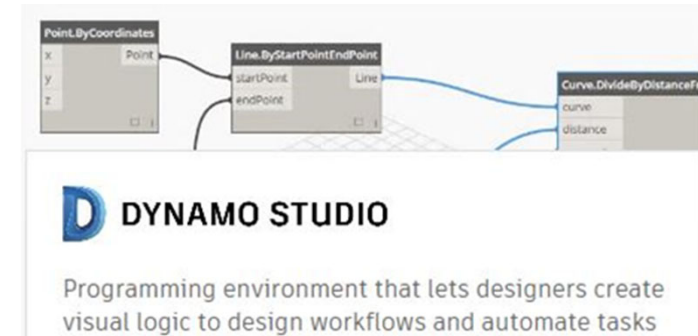 Point.ByCoordinates
x
Point
y
z
Line.ByStartPointEndPoint
startPoint
Line
endPoint
Curve.DivideByDistanceFr
curve
distance
DYNAMO STUDIO
Programming environment that lets designers create
visual logic to design workflows and automate tasks